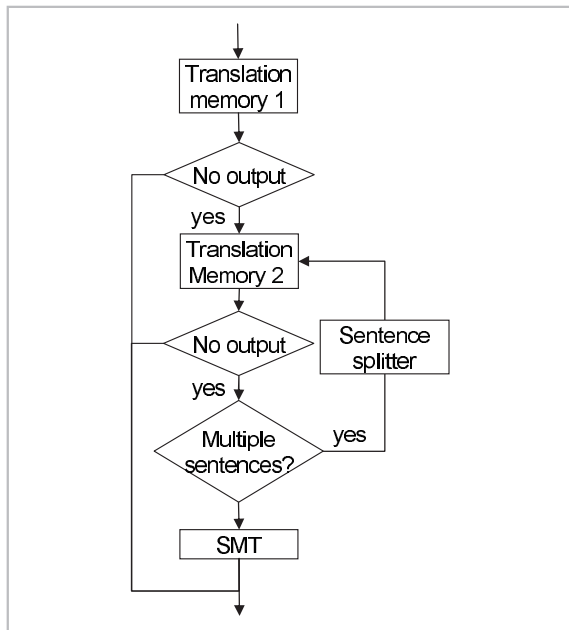 Translation
memory 1
No output
yes
Translation
Memory 2
No output
Sentence
splitter
yes
Multiple
sentences?
yes
SMT